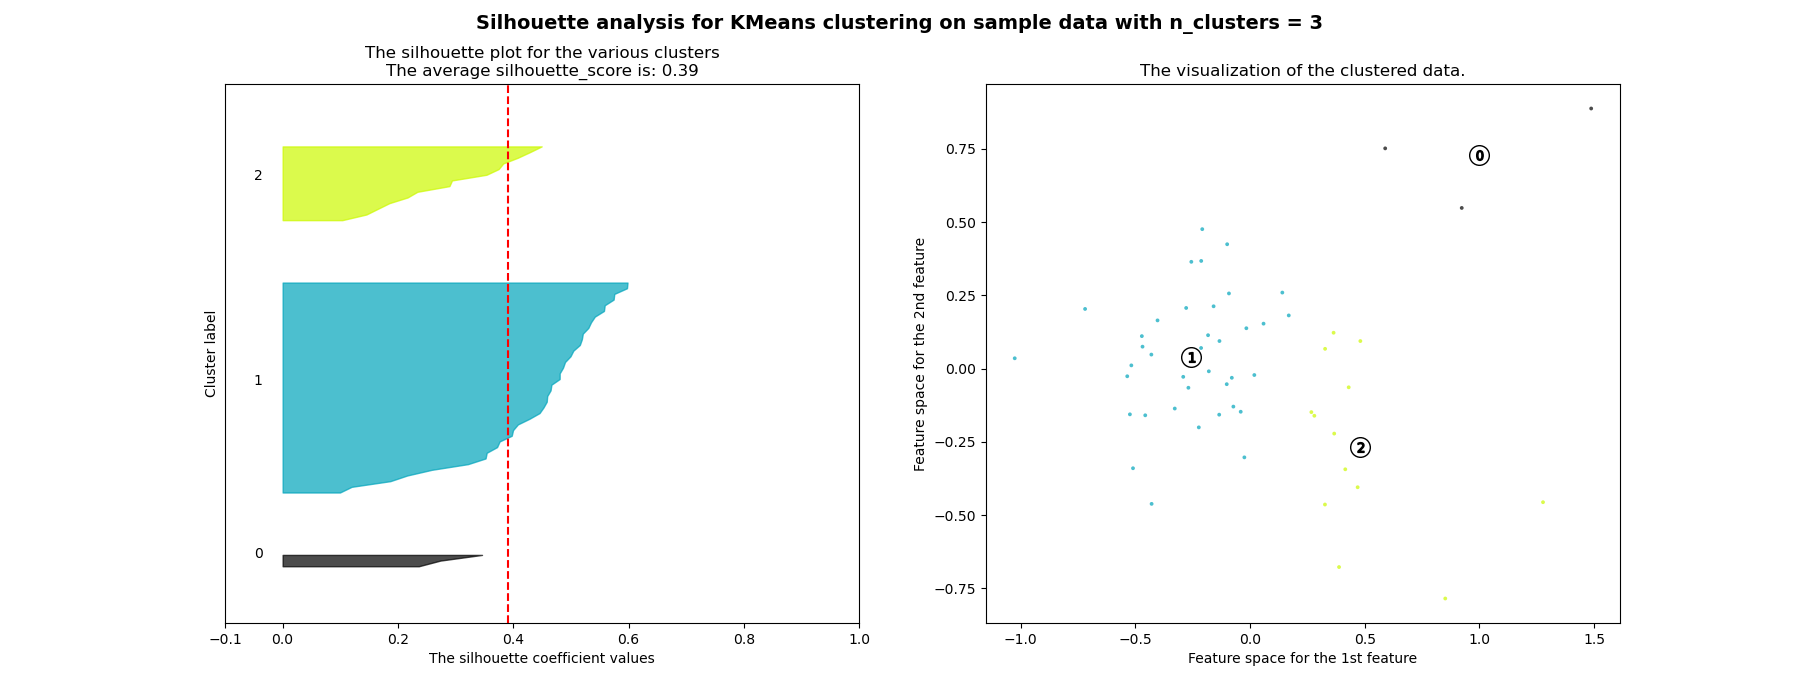 Silhouette analysis for KMeans clustering on sample data with n_clusters = 3
The silhouette plot for the various clusters
The average silhouette_score is: 0.39
Cluster label
2
1
0
−0.1 0.0 0.2 0.4 0.6 0.8 1.0
The silhouette coefficient values
The visualization of the clustered data.
Feature space for the 2nd feature
0.75
0.50
0.25
0.00
−0.25
−0.50
−0.75
0
1
2
−1.0 −0.5 0.0 0.5 1.0 1.5
Feature space for the 1st feature